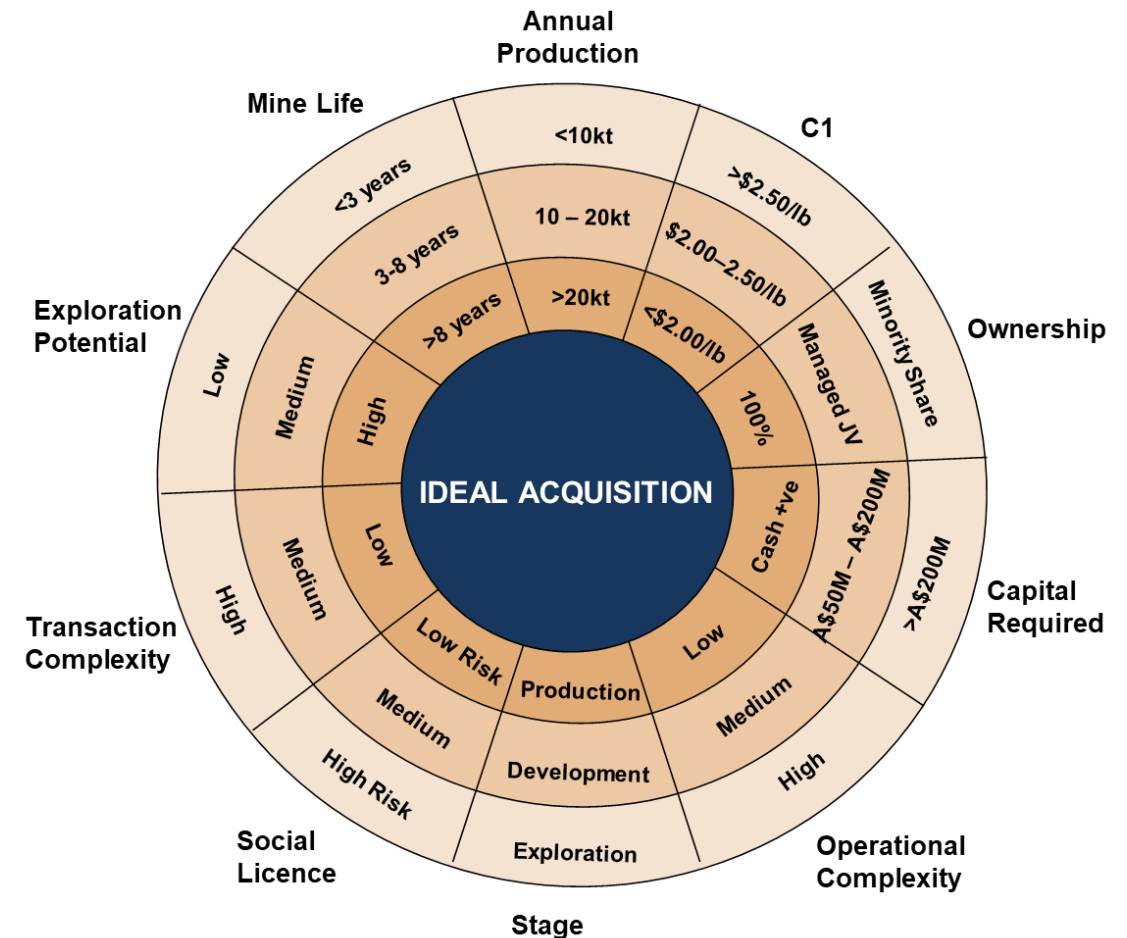 Annual
Production
<10kt
10 – 20kt
>20kt
C1
>$2.50/lb
$2.00–2.50/lb
<$2.00/lb
Ownership
Minority Share
Managed JV
100%
Capital
Required
>A$200M
A$50M – A$200M
Cash +ve
Operational
Complexity
High
Medium
Low
Stage
Exploration
Development
Production
Social
Licence
High Risk
Medium
Low Risk
Transaction
Complexity
High
Medium
Low
Exploration
Potential
Low
Medium
High
Mine Life
<3 years
3-8 years
>8 years
IDEAL ACQUISITION